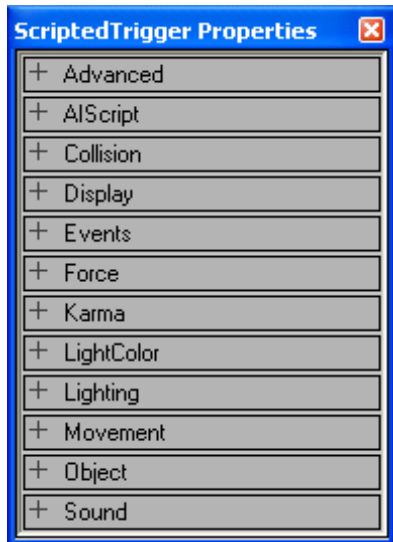 ScriptedTrigger Properties
+ Advanced
+ AIScript
+ Collision
+ Display
+ Events
+ Force
+ Karma
+ LightColor
+ Lighting
+ Movement
+ Object
+ Sound